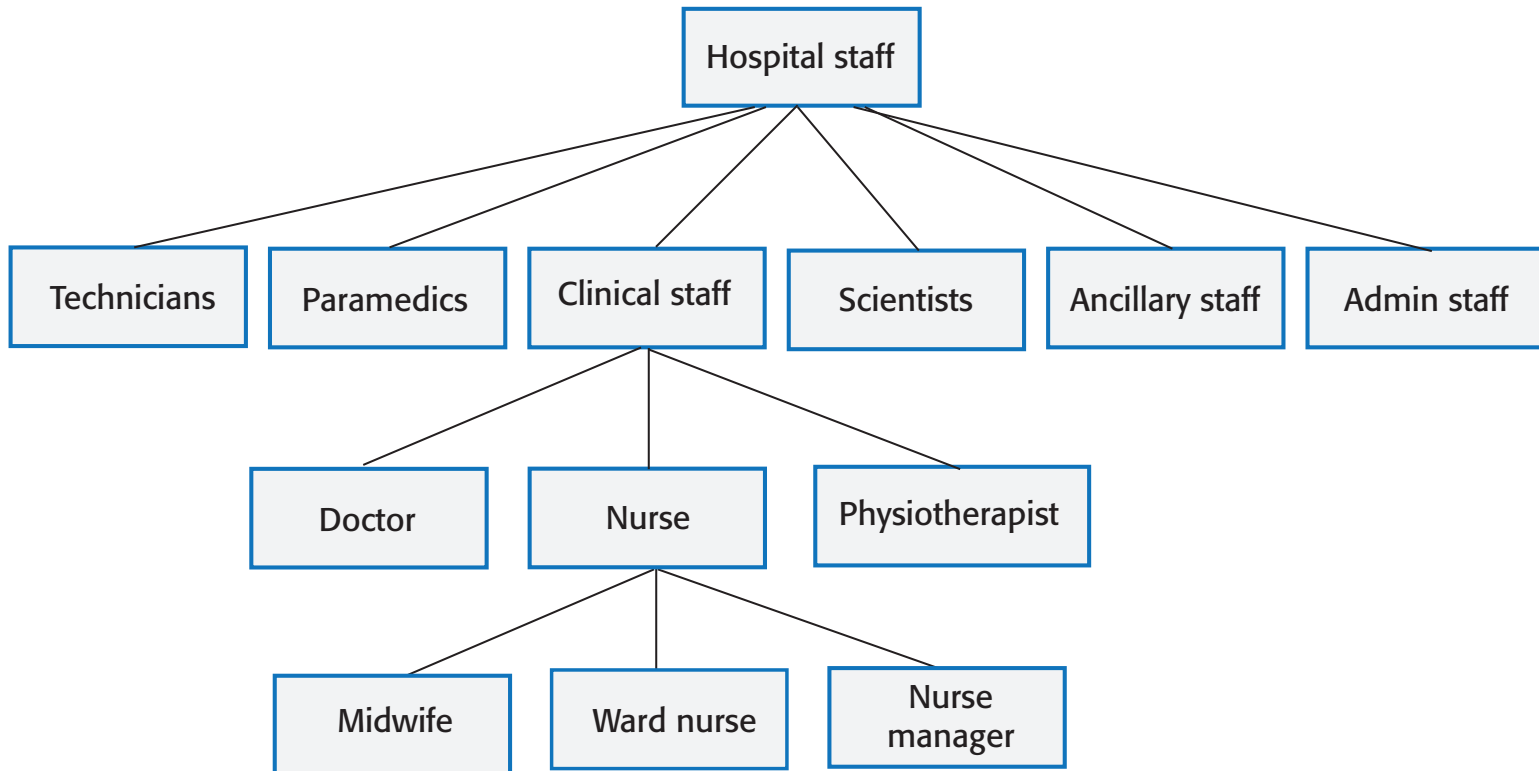 Hospital staff
Technicians
Paramedics
Clinical staff
Scientists
Ancillary staff
Admin staff
Doctor
Nurse
Physiotherapist
Midwife
Ward nurse
Nurse
manager